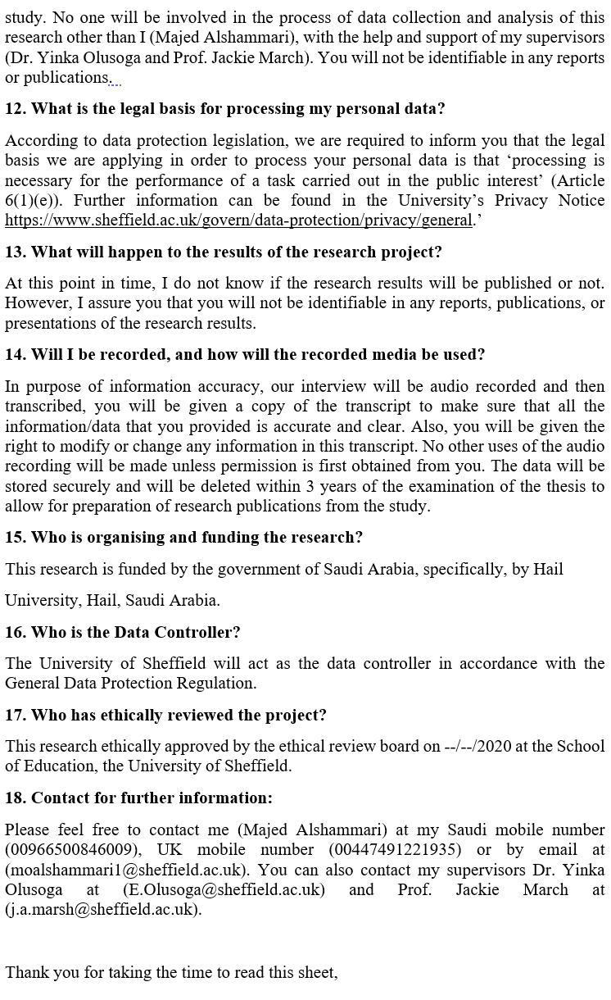 study. No one will be involved in the process of data collection and analysis of this
research other than I (Majed Alshammari), with the help and support of my supervisors
(Dr. Yinka Olusoga and Prof. Jackie March). You will not be identifiable in any reports
or publications.
12. What is the legal basis for processing my personal data?
According to data protection legislation, we are required to inform you that the legal
basis we are applying in order to process your personal data is that ‘processing is
necessary for the performance of a task carried out in the public interest’ (Article
6(1)(e)). Further information can be found in the University’s Privacy Notice
https://www.sheffield.ac.uk/govern/data-protection/privacy/general.’
13. What will happen to the results of the research project?
At this point in time, I do not know if the research results will be published or not.
However, I assure you that you will not be identifiable in any reports, publications, or
presentations of the research results.
14. Will I be recorded, and how will the recorded media be used?
In purpose of information accuracy, our interview will be audio recorded and then
transcribed, you will be given a copy of the transcript to make sure that all the
information/data that you provided is accurate and clear. Also, you will be given the
right to modify or change any information in this transcript. No other uses of the audio
recording will be made unless permission is first obtained from you. The data will be
stored securely and will be deleted within 3 years of the examination of the thesis to
allow for preparation of research publications from the study.
15. Who is organising and funding the research?
This research is funded by the government of Saudi Arabia, specifically, by Hail
University, Hail, Saudi Arabia.
16. Who is the Data Controller?
The University of Sheffield will act as the data controller in accordance with the
General Data Protection Regulation.
17. Who has ethically reviewed the project?
This research ethically approved by the ethical review board on --/--/2020 at the School
of Education, the University of Sheffield.
18. Contact for further information:
Please feel free to contact me (Majed Alshammari) at my Saudi mobile number
(00966500846009), UK mobile number (00447491221935) or by email at
(moalshammari1@sheffield.ac.uk). You can also contact my supervisors Dr. Yinka
Olusoga at (E.Olusoga@sheffield.ac.uk) and Prof. Jackie March at
(j.a.marsh@sheffield.ac.uk).
Thank you for taking the time to read this sheet,